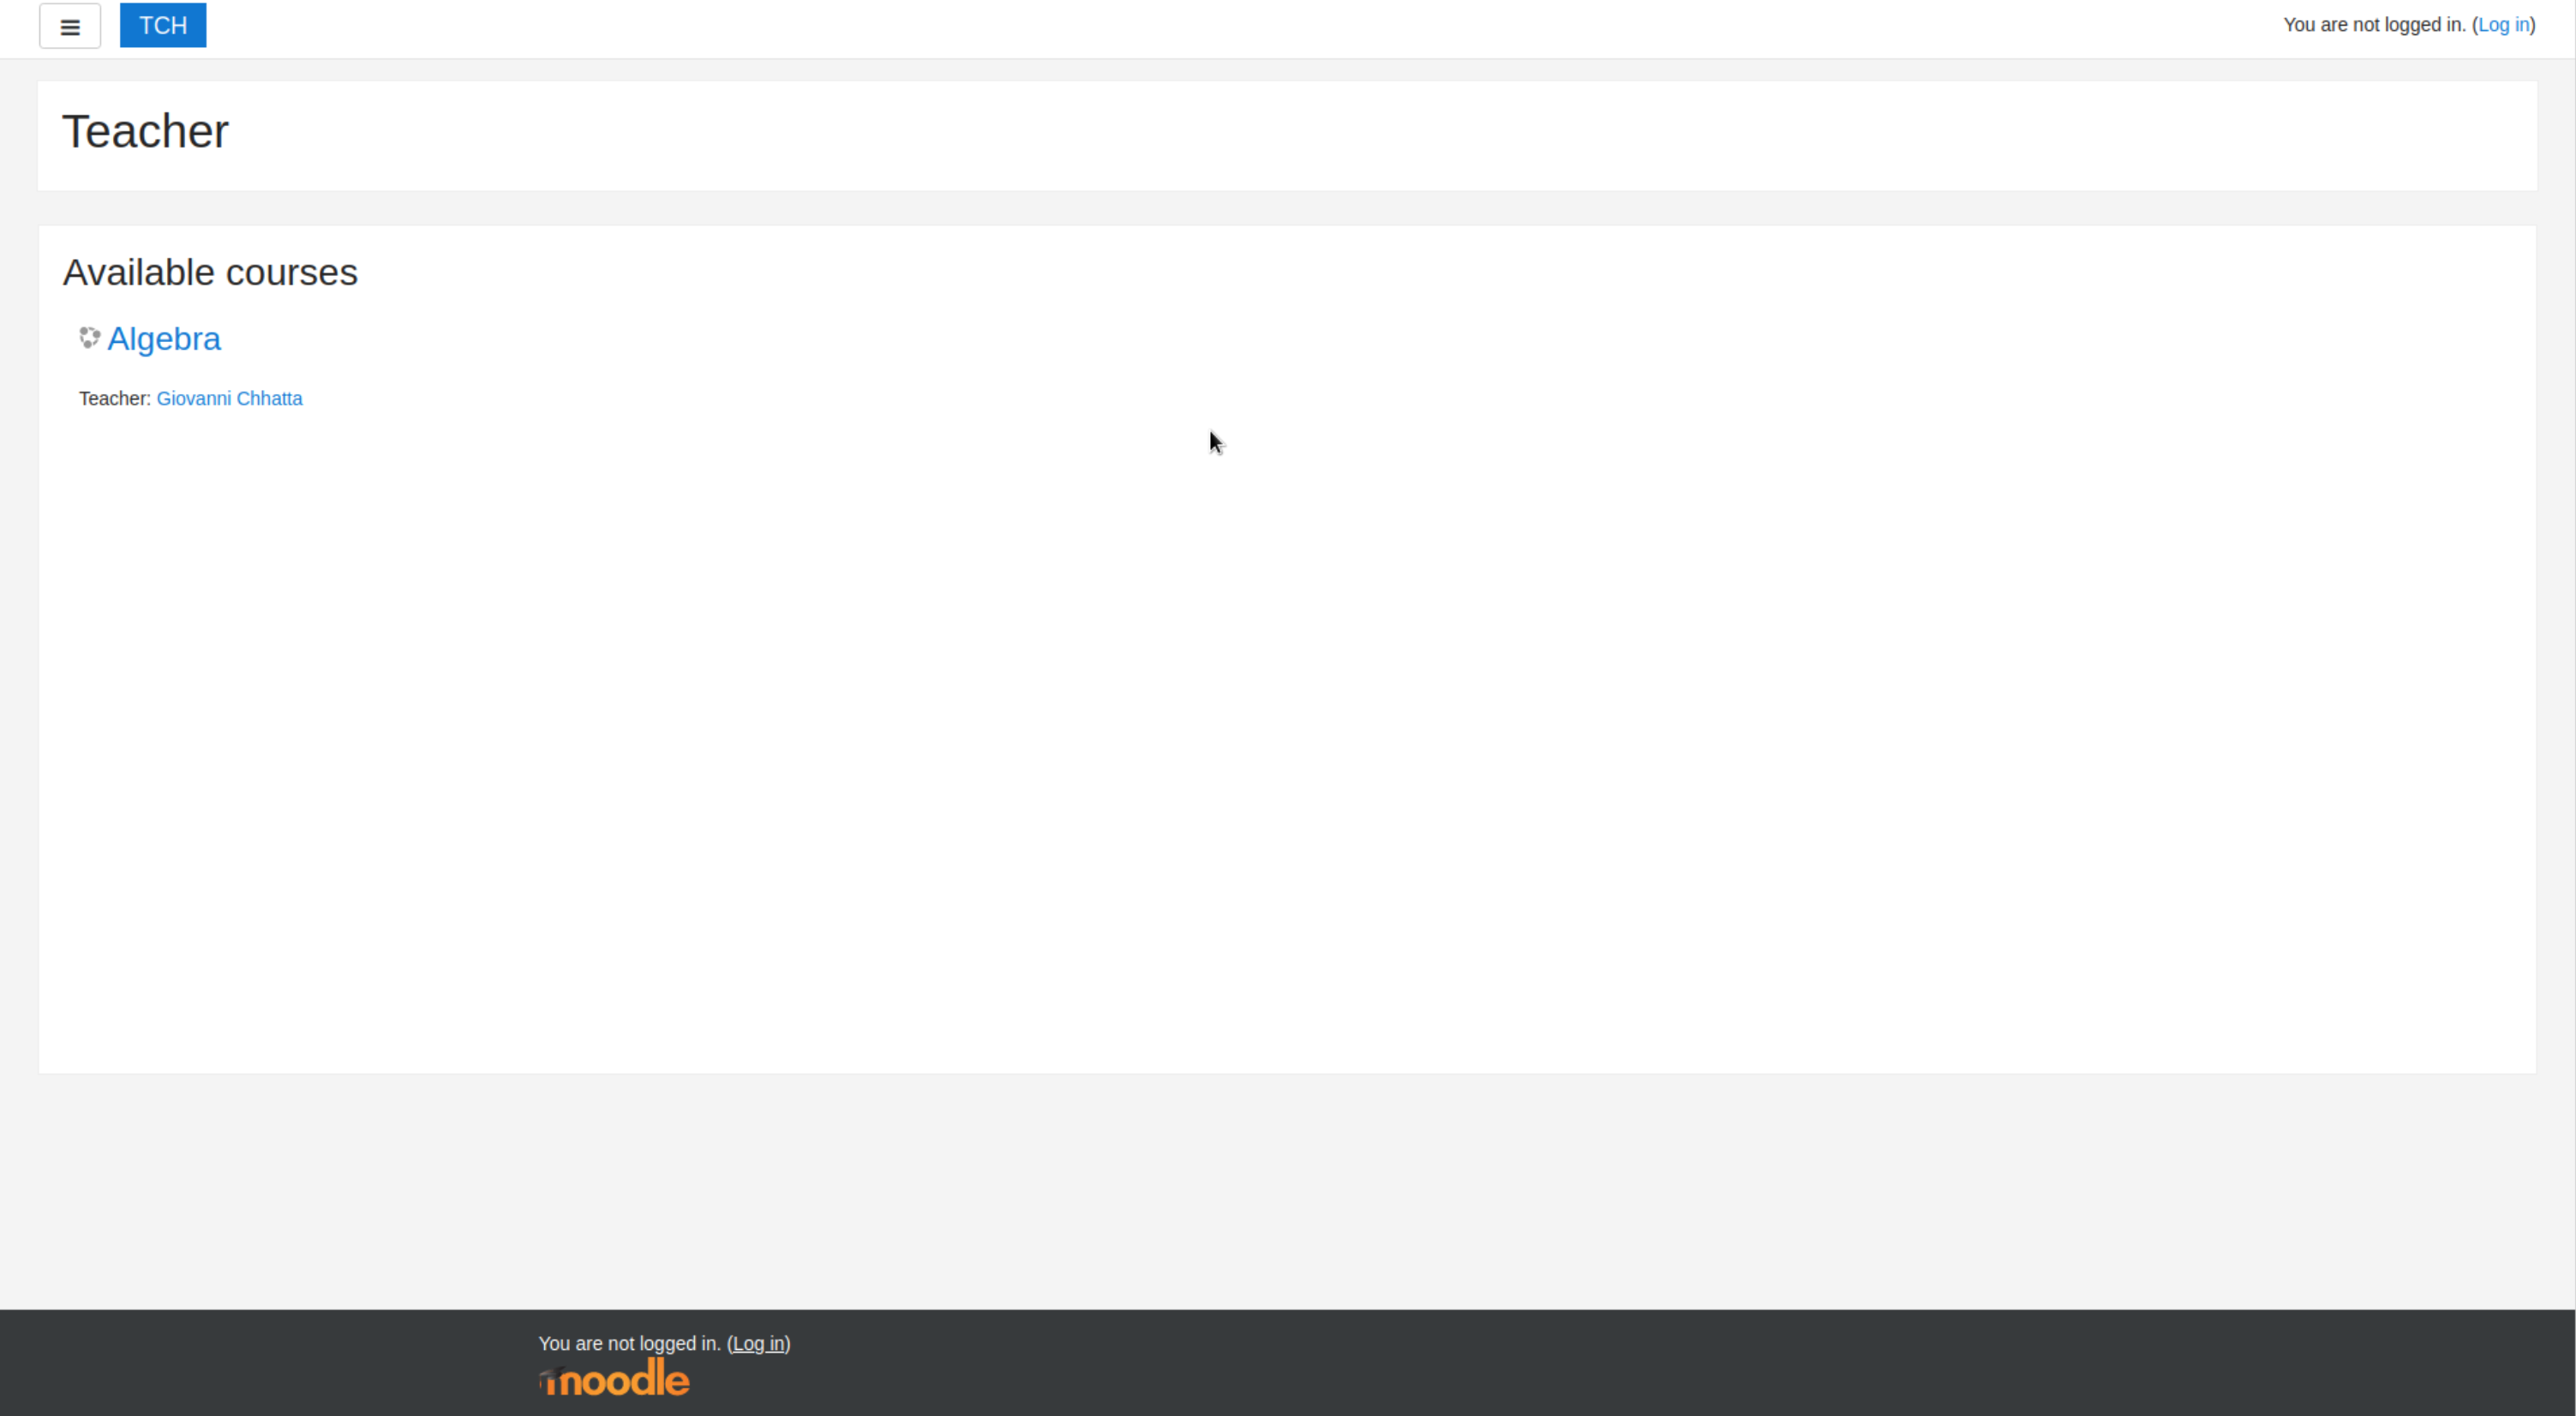 TCH
You are not logged in. (Log in)
Teacher
Available courses
Algebra
Teacher: Giovanni Chhatta
You are not logged in. (Log in)
moodle